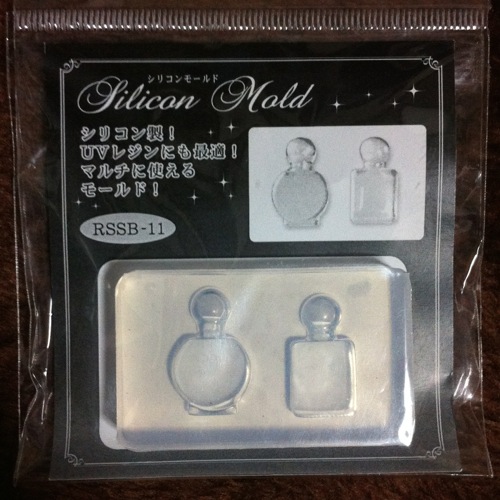 シリコンモールド
Silicon Mold
シリコン製！
UVレジンにも最適！
マルチに使える
モールド！
RSSB-11